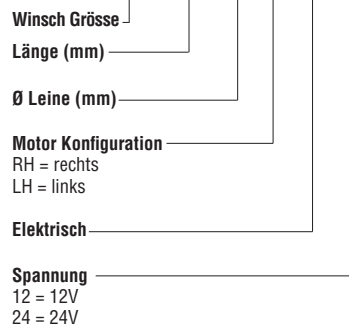 Winsch Grösse
Länge (mm)
Ø Leine (mm)
Motor Konfiguration
RH = rechts
LH = links
Elektrisch
Spannung
12 = 12V
24 = 24V